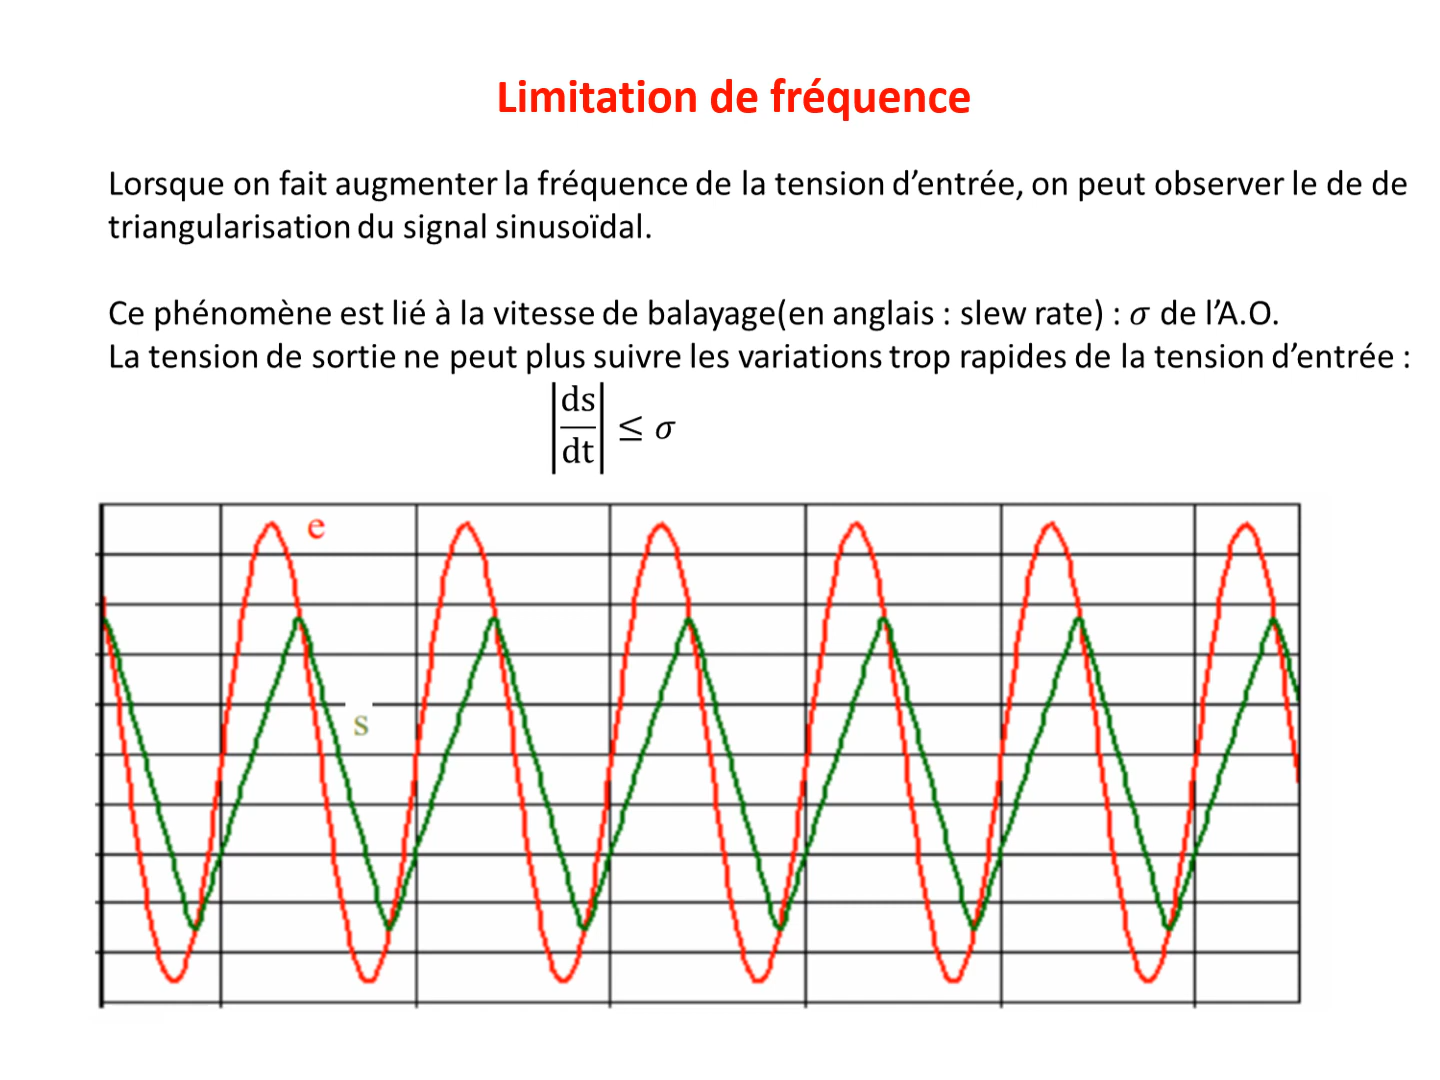 Limitation de fréquence
Lorsque on fait augmenter la fréquence de la tension d’entrée, on peut observer le de de
triangularisation du signal sinusoïdal.
Ce phénomène est lié à la vitesse de balayage(en anglais : slew rate) : σ de l’A.O.
La tension de sortie ne peut plus suivre les variations trop rapides de la tension d’entrée :
|ds/dt| ≤ σ
e
s